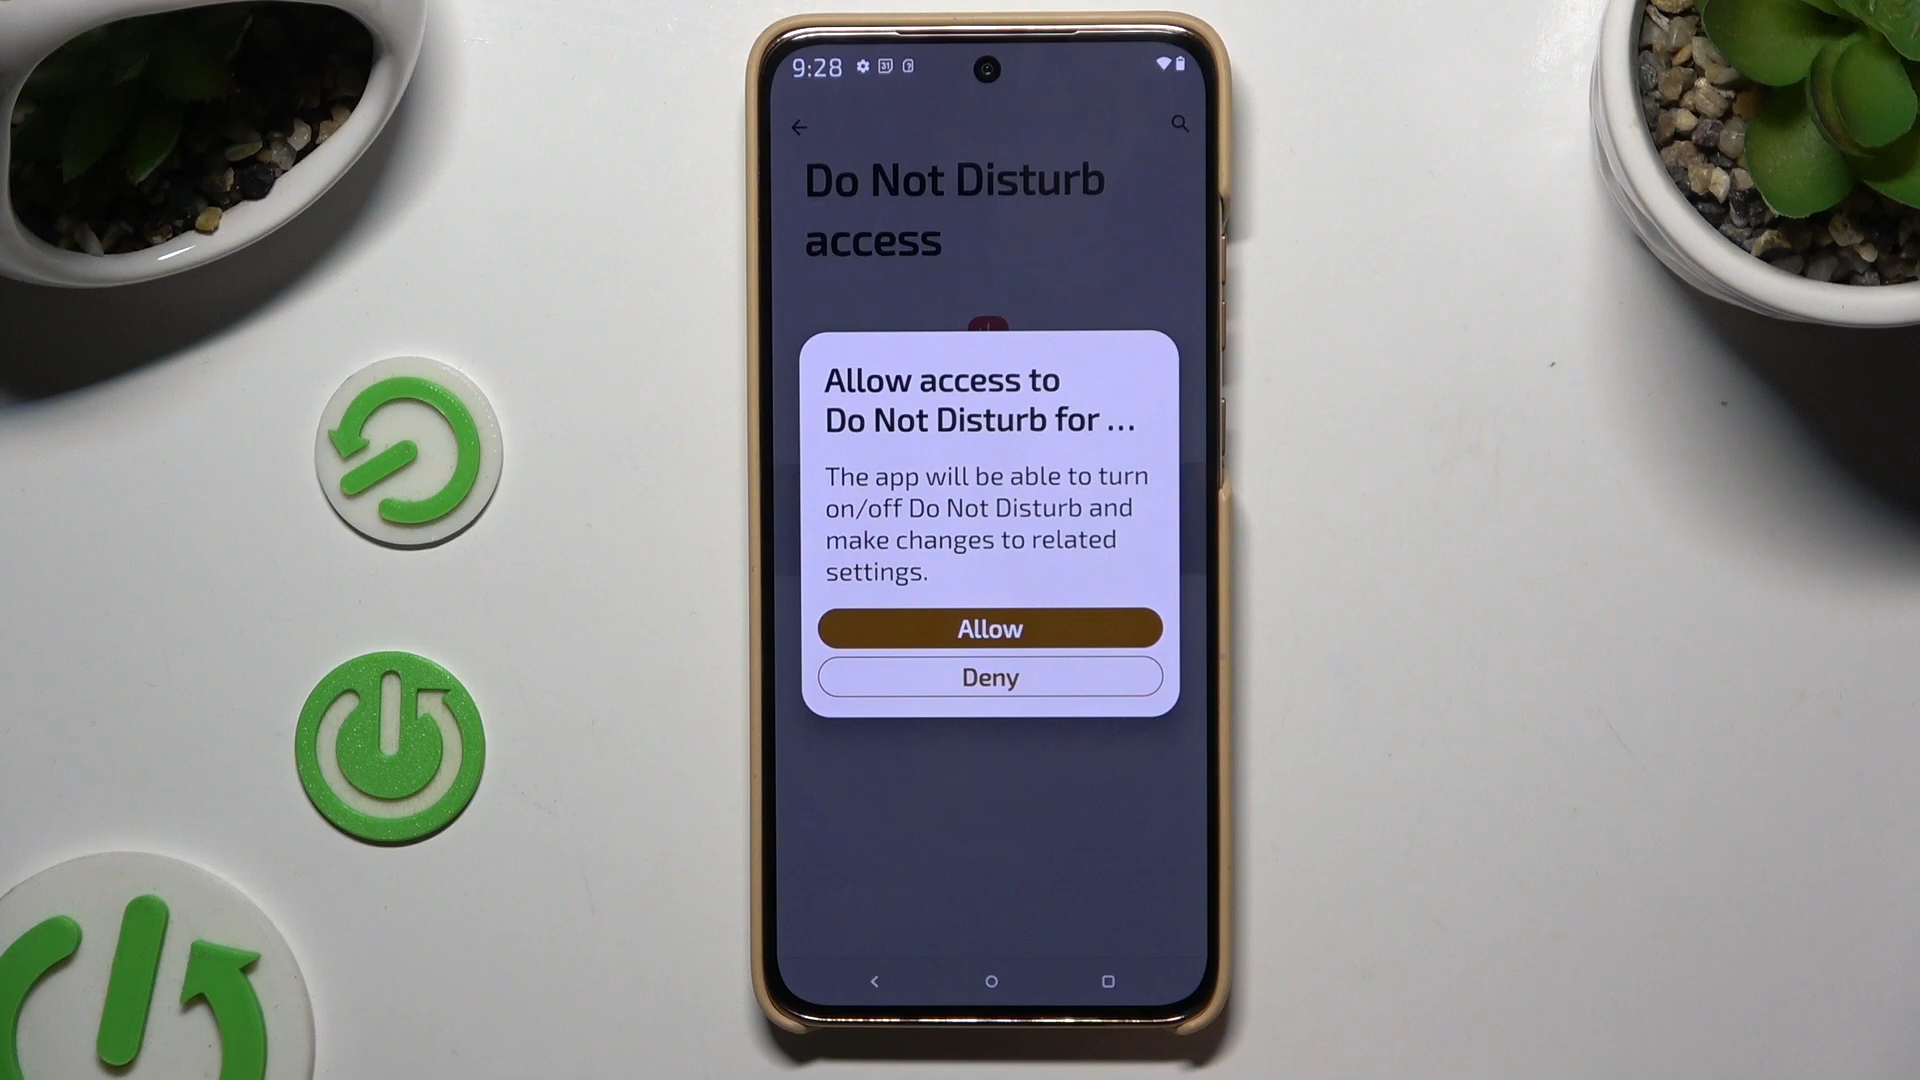 9:28
31
Do Not Disturb
access
Allow access to
Do Not Disturb for ...
The app will be able to turn
on/off Do Not Disturb and
make changes to related
settings.
Allow
Deny